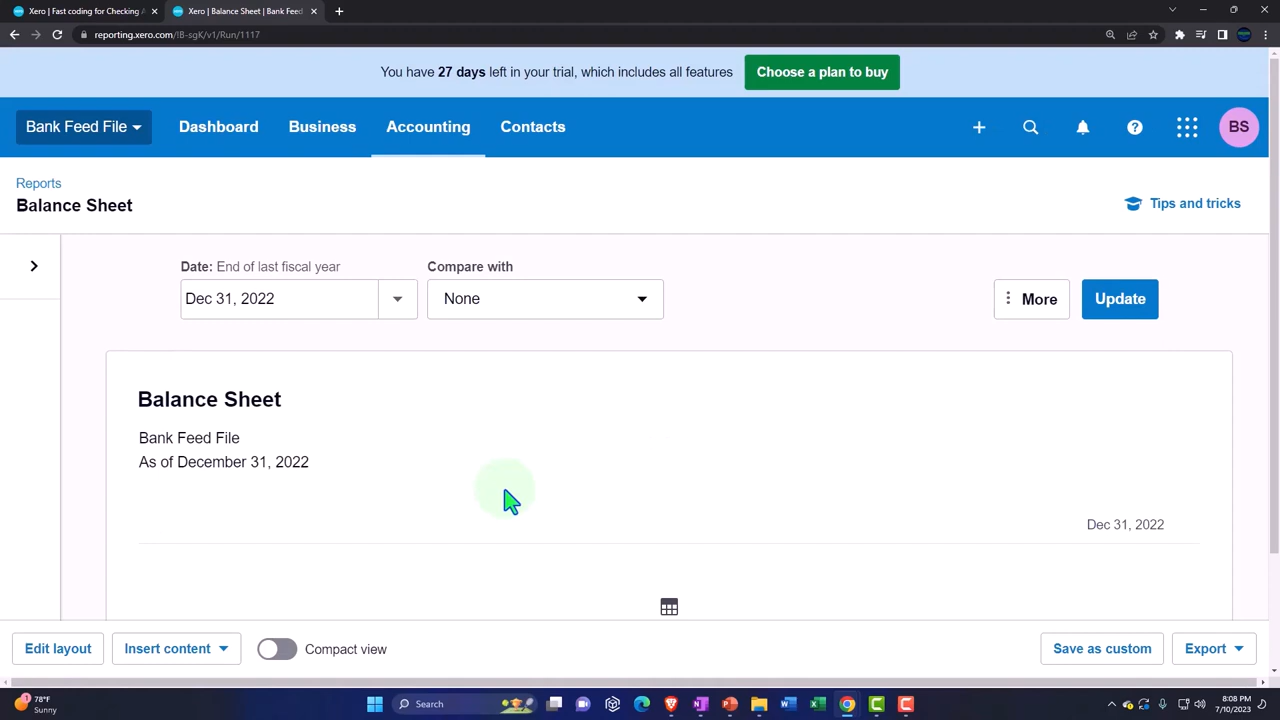 Xero | Fast coding for Checking A
Xero | Balance Sheet | Bank Feed
reporting.xero.com/!B-sgK/v1/Run/1117
You have 27 days left in your trial, which includes all features
Choose a plan to buy
Bank Feed File
Dashboard
Business
Accounting
Contacts
BS
Reports
Balance Sheet
Tips and tricks
Date: End of last fiscal year
Compare with
Dec 31, 2022
None
More
Update
Balance Sheet
Bank Feed File
As of December 31, 2022
Dec 31, 2022
Edit layout
Insert content
Compact view
Save as custom
Export
1
78°F
Sunny
Search
8:08 PM
7/10/2023